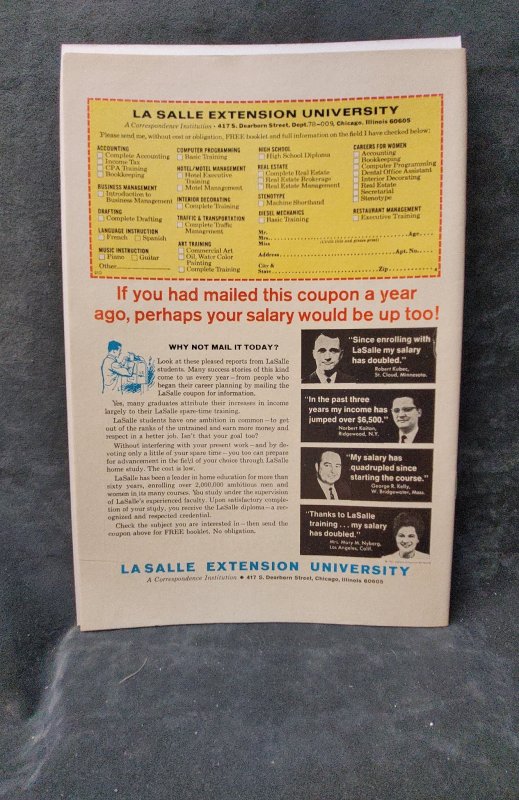 LA SALLE EXTENSION UNIVERSITY
A Correspondence Institution • 417 S. Dearborn Street, Dept. 72-009, Chicago, Illinois 60605
Please send me, without cost or obligation, FREE booklet and full information on the field I have checked below:
ACCOUNTING
Complete Accounting
Income Tax
CPA Training
Bookkeeping
BUSINESS MANAGEMENT
Introduction to
Business Management
DRAFTING
Complete Drafting
LANGUAGE INSTRUCTION
French Spanish
MUSIC INSTRUCTION
Piano Guitar
Other
COMPUTER PROGRAMMING
Basic Training
HOTEL/MOTEL MANAGEMENT
Hotel Executive
Training
Motel Management
INTERIOR DECORATING
Complete Training
TRAFFIC & TRANSPORTATION
Complete Traffic
Management
ART TRAINING
Commercial Art
Oil, Water Color
Painting
Complete Training
HIGH SCHOOL
High School Diploma
REAL ESTATE
Complete Real Estate
Real Estate Brokerage
Real Estate Management
STENOTYPE
Machine Shorthand
DIESEL MECHANICS
Basic Training
CAREERS FOR WOMEN
Accounting
Bookkeeping
Computer Programming
Dental Office Assistant
Interior Decorating
Real Estate
Secretarial
Stenotype
RESTAURANT MANAGEMENT
Executive Training
Mr.
Mrs. Age
Miss (Circle title and please print)
Address Apt. No.
City &
State Zip
If you had mailed this coupon a year
ago, perhaps your salary would be up too!
WHY NOT MAIL IT TODAY?
Look at these pleased reports from LaSalle
students. Many success stories of this kind
come to us every year—from people who
began their career planning by mailing the
LaSalle coupon for information.
Yes, many graduates attribute their increases in income
largely to their LaSalle spare-time training.
LaSalle students have one ambition in common—to get
out of the ranks of the untrained and earn more money and
respect in a better job. Isn't that your goal too?
Without interfering with your present work—and by de-
voting only a little of your spare time—you too can prepare
for advancement in the field of your choice through LaSalle
home study. The cost is low.
LaSalle has been a leader in home education for more than
sixty years, enrolling over 2,000,000 ambitious men and
women in its many courses. You study under the supervision
of LaSalle's experienced faculty. Upon satisfactory comple-
tion of your study, you receive the LaSalle diploma—a rec-
ognized and respected credential.
Check the subject you are interested in—then send the
coupon above for FREE booklet. No obligation.
"Since enrolling with
LaSalle my salary
has doubled."
Robert Kubec,
St. Cloud, Minnesota.
"In the past three
years my income has
jumped over $6,500."
Norbert Kaitan,
Ridgewood, N.Y.
"My salary has
quadrupled since
starting the course."
George R. Kelly,
W. Bridgewater, Mass.
"Thanks to LaSalle
training . . . my salary
has doubled."
Mrs. Mary M. Nyberg,
Los Angeles, Calif.
LA SALLE EXTENSION UNIVERSITY
A Correspondence Institution • 417 S. Dearborn Street, Chicago, Illinois 60605